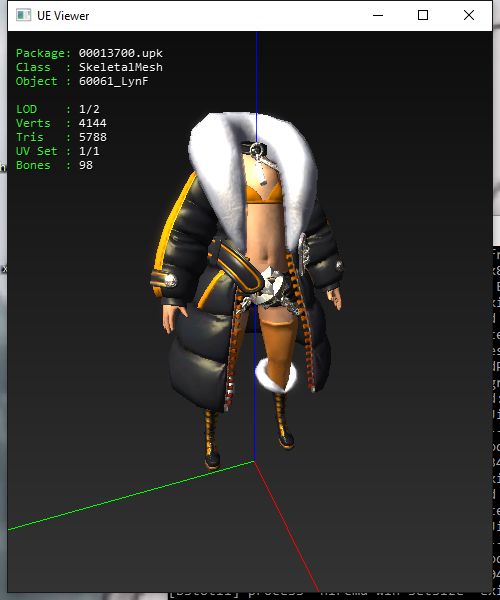 UE Viewer
Package: 00013700.upk
Class : SkeletalMesh
Object : 60061_LynF
LOD : 1/2
Verts : 4144
Tris : 5788
UV Set : 1/1
Bones : 98